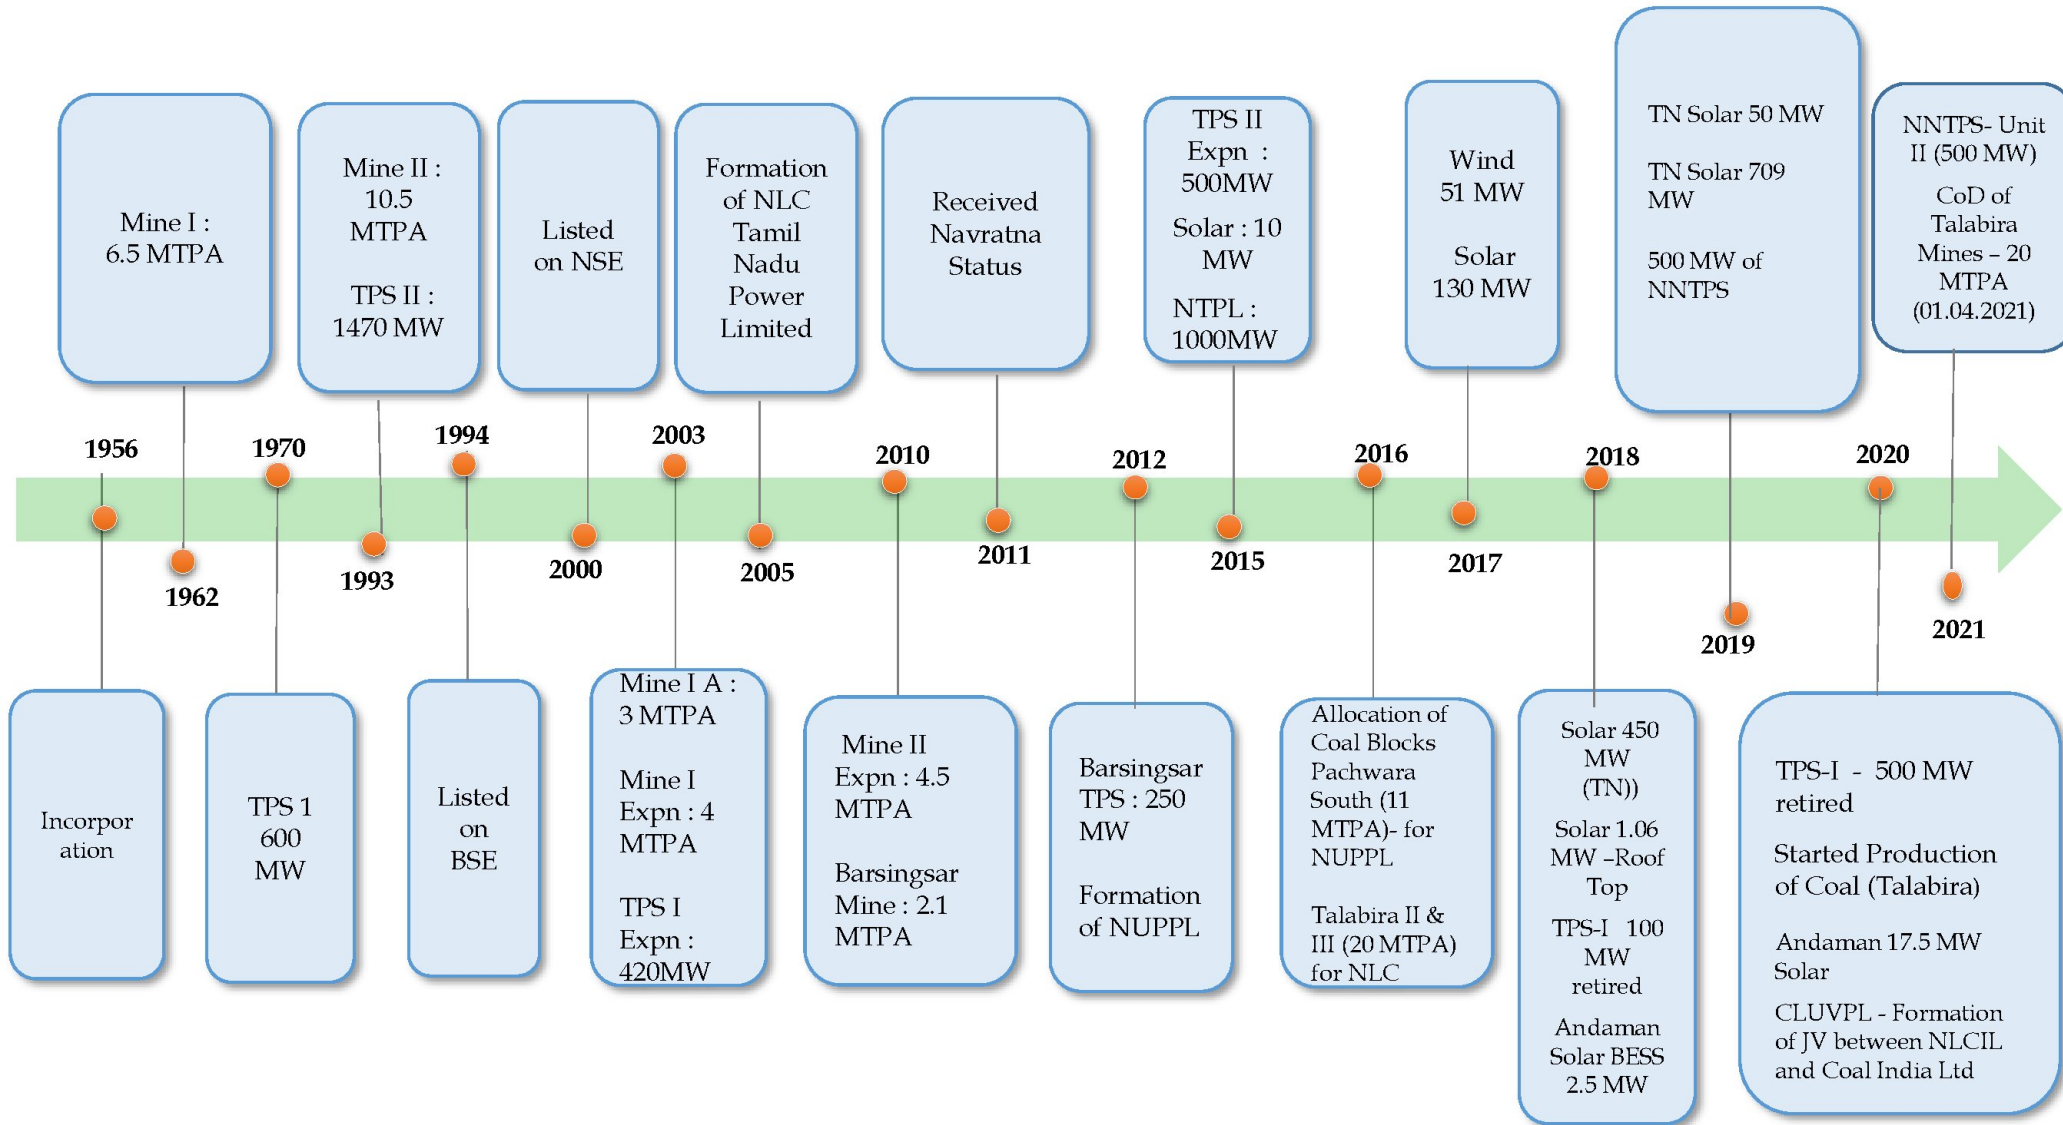 Mine I :
6.5 MTPA
Mine II :
10.5
MTPA
TPS II :
1470 MW
Listed
on NSE
Formation
of NLC
Tamil
Nadu
Power
Limited
Received
Navratna
Status
TPS II
Expn :
500MW
Solar : 10
MW
NTPL :
1000MW
Wind
51 MW
Solar
130 MW
TN Solar 50 MW
TN Solar 709
MW
500 MW of
NNTPS
NNTPS- Unit
II (500 MW)
CoD of
Talabira
Mines – 20
MTPA
(01.04.2021)
1956
1970
1994
2003
2010
2012
2016
2018
2020
1962
1993
2000
2005
2011
2015
2017
2019
2021
Incorpor
ation
TPS 1
600
MW
Listed
on
BSE
Mine I A :
3 MTPA
Mine I
Expn : 4
MTPA
TPS I
Expn :
420MW
Mine II
Expn : 4.5
MTPA
Barsingsar
Mine : 2.1
MTPA
Barsingsar
TPS : 250
MW
Formation
of NUPPL
Allocation of
Coal Blocks
Pachwara
South (11
MTPA)- for
NUPPL
Talabira II &
III (20 MTPA)
for NLC
Solar 450
MW
(TN))
Solar 1.06
MW –Roof
Top
TPS-I 100
MW
retired
Andaman
Solar BESS
2.5 MW
TPS-I - 500 MW
retired
Started Production
of Coal (Talabira)
Andaman 17.5 MW
Solar
CLUVPL - Formation
of JV between NLCIL
and Coal India Ltd